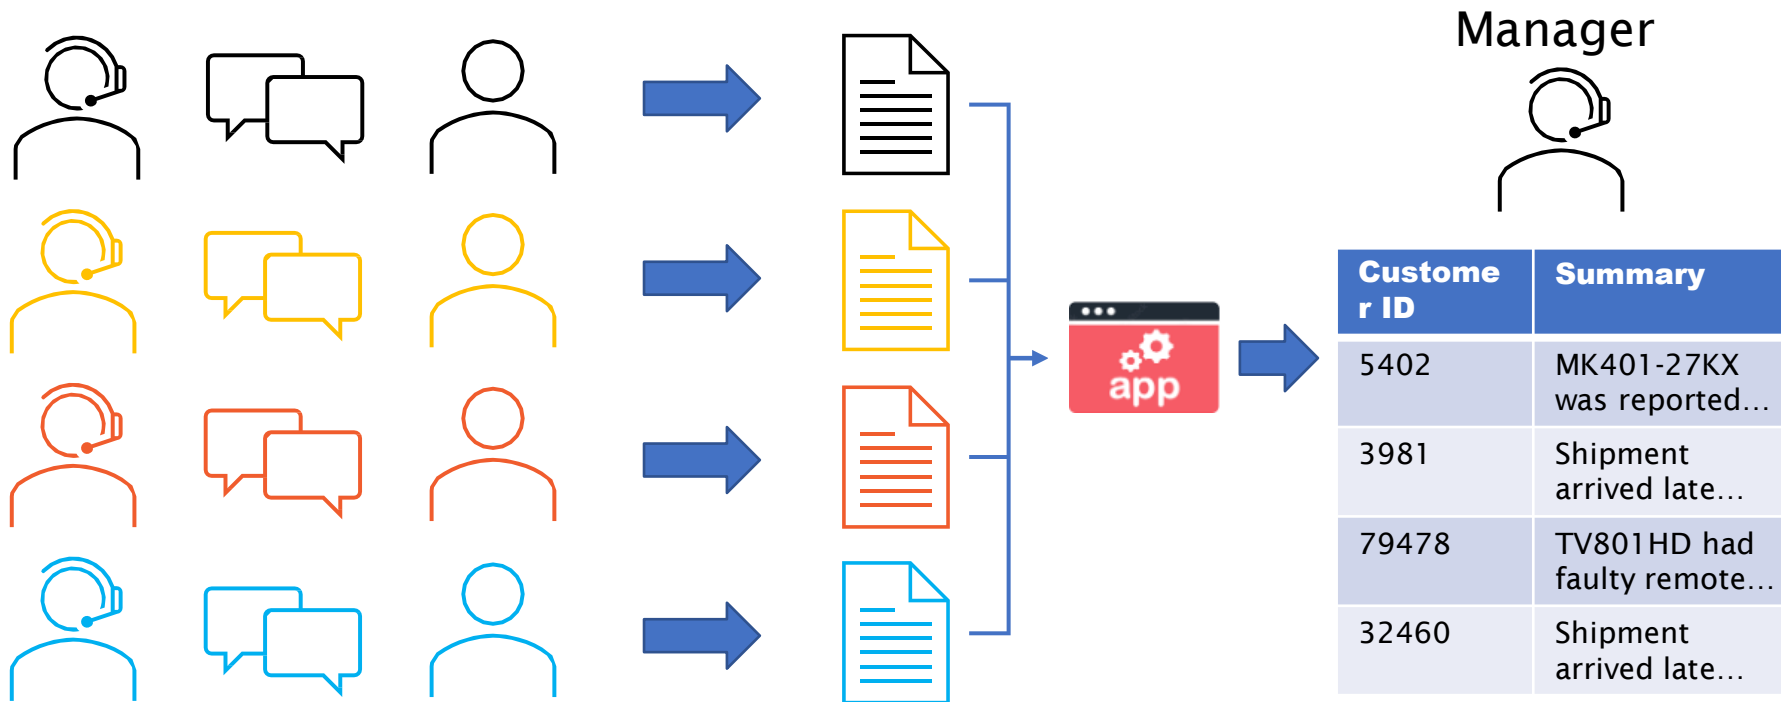 Manager
app
Custome
r ID
Summary
5402
MK401-27KX
was reported...
3981
Shipment
arrived late...
79478
TV801HD had
faulty remote...
32460
Shipment
arrived late...